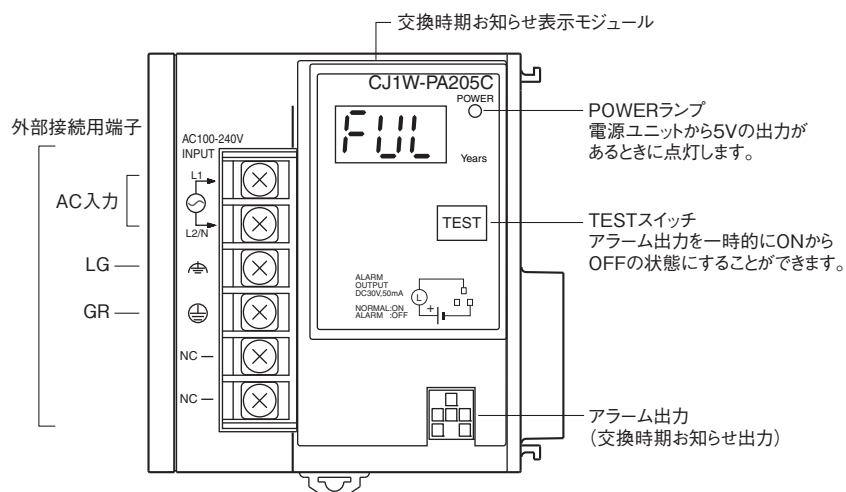 交換時期お知らせ表示モジュール
CJ1W-PA205C
POWER
FUL
Years
POWERランプ
電源ユニットから5Vの出力が
あるときに点灯します。
外部接続用端子
AC100-240V
INPUT
L1
AC入力
L2/N
TEST
TESTスイッチ
アラーム出力を一時的にONから
OFFの状態にすることができます。
LG
GR
ALARM
OUTPUT
DC30V,50mA
L
+
NORMAL:ON
ALARM :OFF
NC
NC
アラーム出力
(交換時期お知らせ出力)